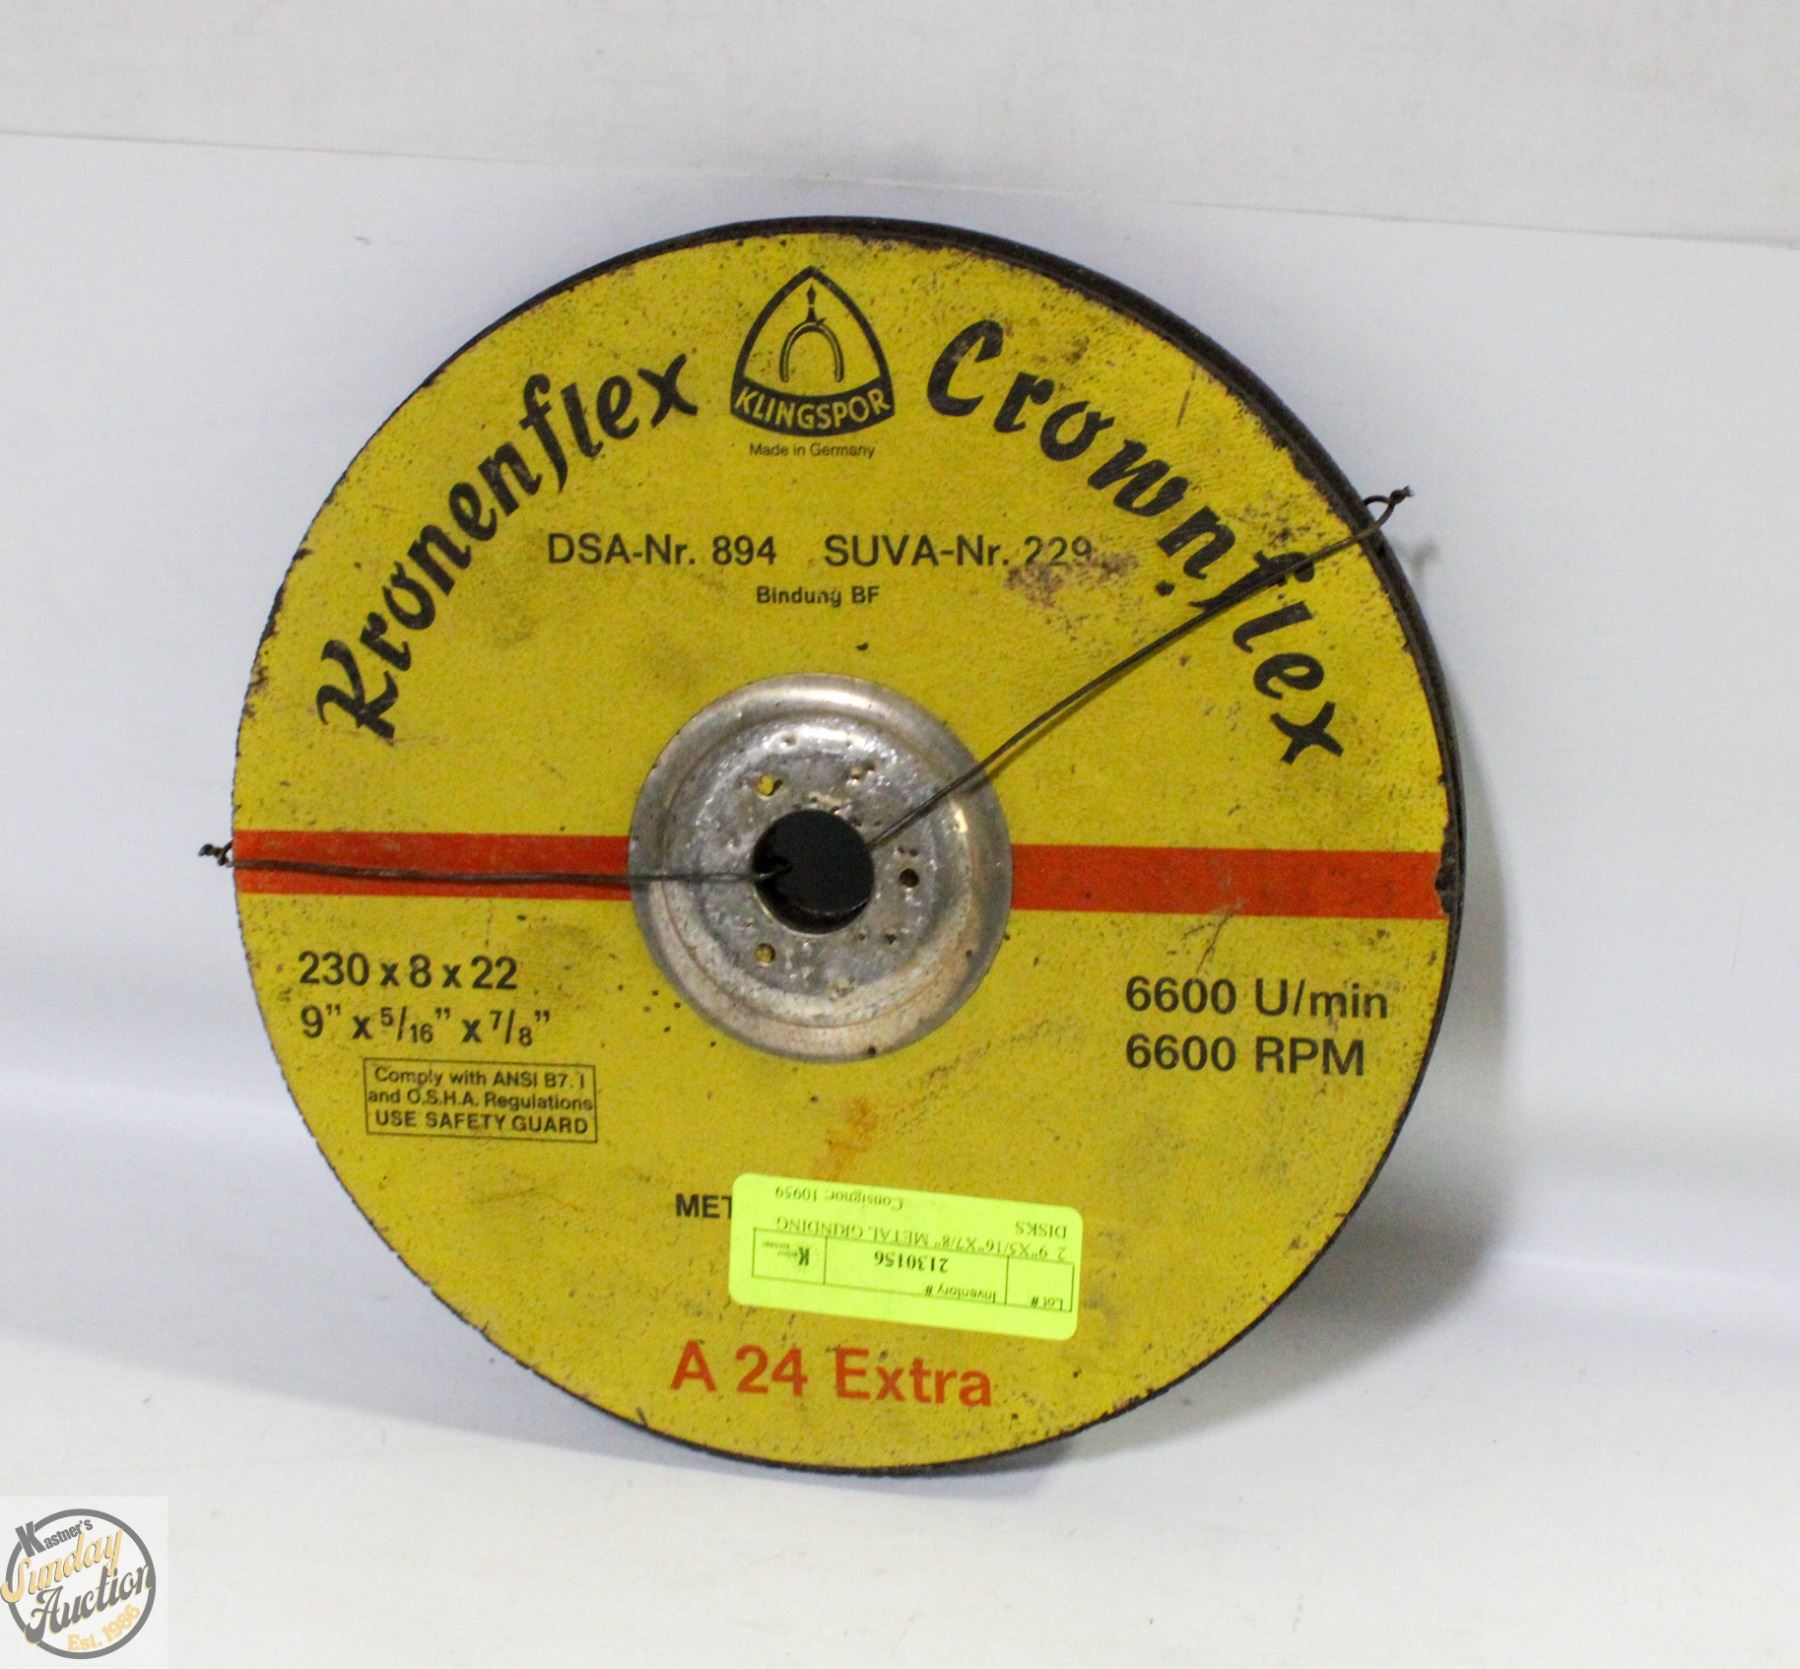 Kronenflex
KLINGSPOR
Made in Germany
Crownflex
DSA-Nr. 894 SUVA-Nr. 229
Bindung BF
230 x 8 x 22
9" x 5/16" x 7/8"
6600 U/min
6600 RPM
Comply with ANSI B7.1
and O.S.H.A. Regulations
USE SAFETY GUARD
MET
Lot # Inventory #
2130156
2 9"X5/16"X7/8" METAL GRINDING
DISKS
Consignor: 10959
A 24 Extra
Kastner's
Sunday
Auction
Est. 1986